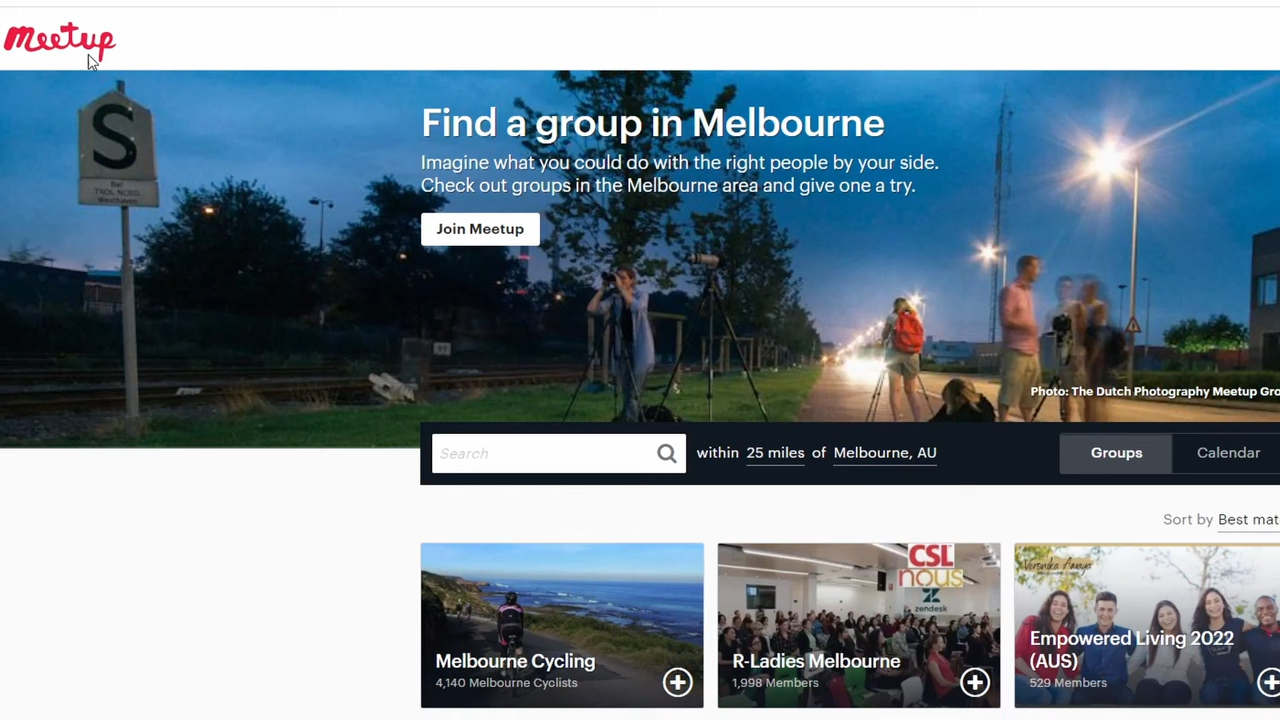 meetup
S
Find a group in Melbourne
Imagine what you could do with the right people by your side.
Check out groups in the Melbourne area and give one a try.
Join Meetup
Photo: The Dutch Photography Meetup Gro
Search
within 25 miles of Melbourne, AU
Groups
Calendar
Sort by Best mat
CSL
nous
zendesk
Melbourne Cycling
4,140 Melbourne Cyclists
R-Ladies Melbourne
1,998 Members
Empowered Living 2022
(AUS)
529 Members